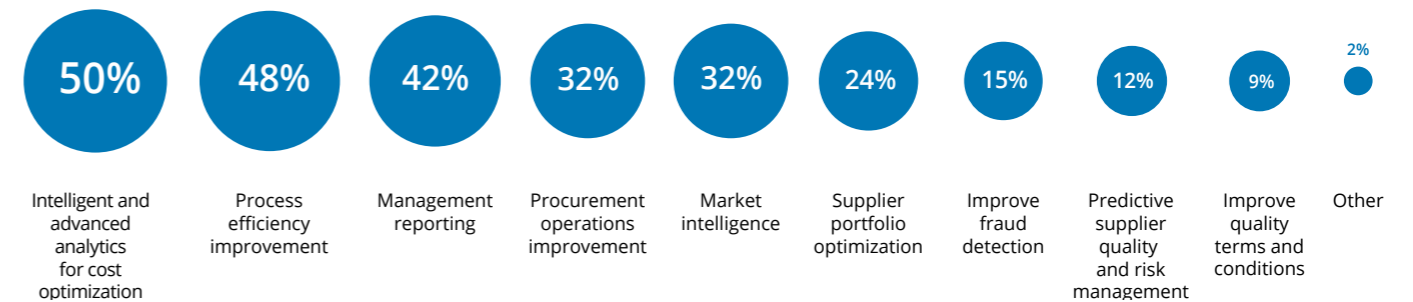 50%
48%
42%
32%
32%
24%
15%
12%
9%
2%
Intelligent and
advanced
analytics
for cost
optimization
Process
efficiency
improvement
Management
reporting
Procurement
operations
improvement
Market
intelligence
Supplier
portfolio
optimization
Improve
fraud
detection
Predictive
supplier
quality
and risk
management
Improve
quality
terms and
conditions
Other